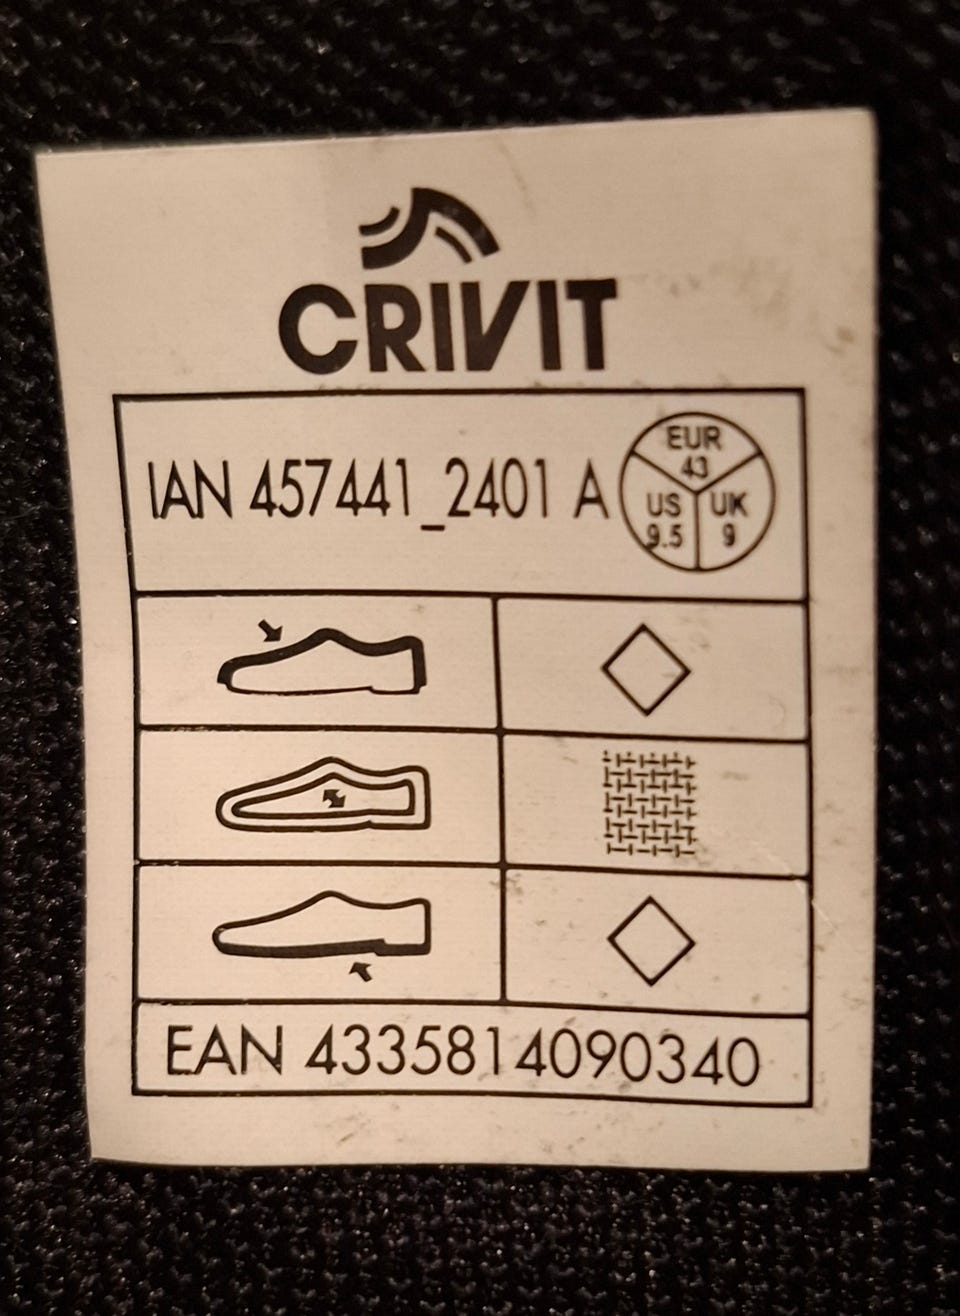 CRIVIT
IAN 457441_2401 A
EUR
43
US
9.5
UK
9
EAN 4335814090340